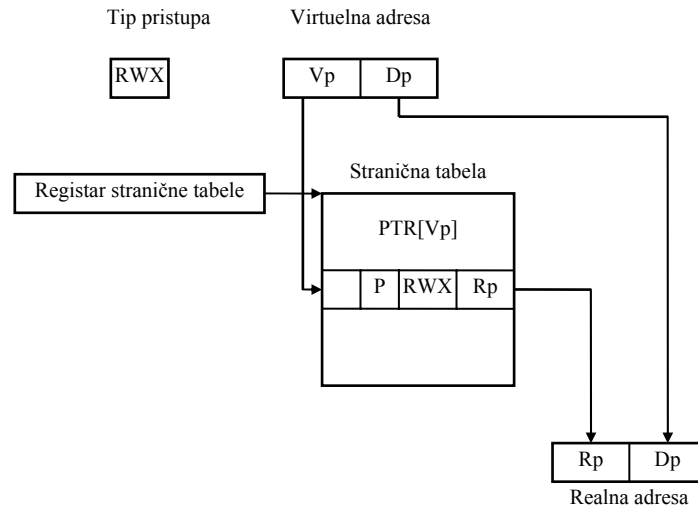 Tip pristupa
Virtuelna adresa
RWX
Vp
Dp
Stranična tabela
Registar stranične tabele
PTR[Vp]
P
RWX
Rp
Rp
Dp
Realna adresa